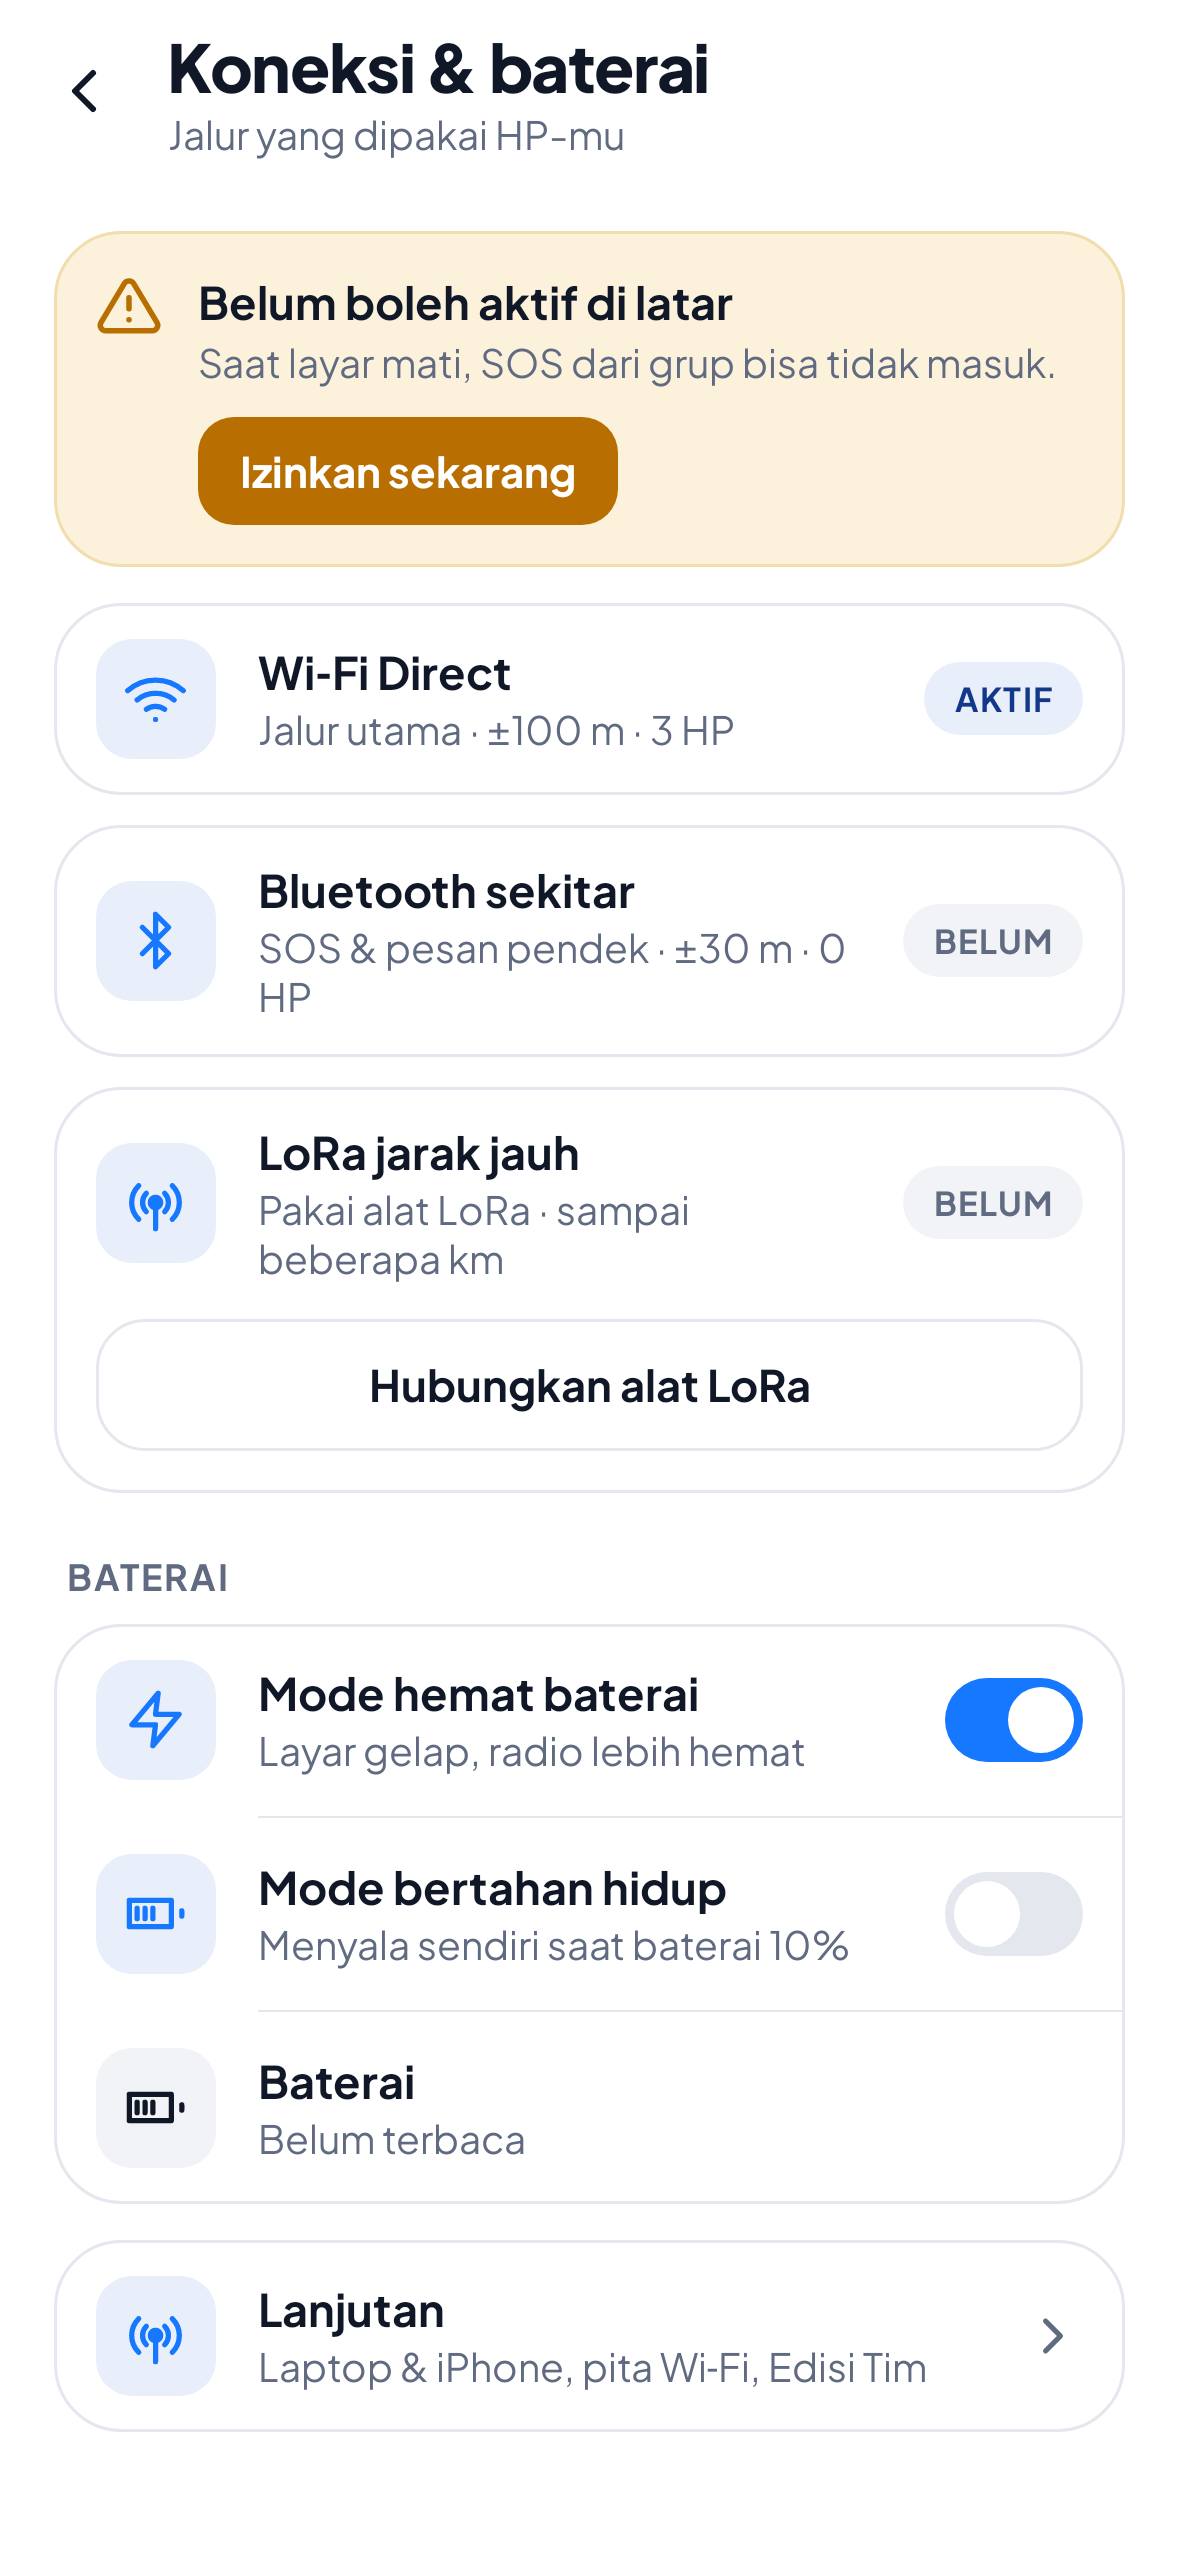 Koneksi & baterai
Jalur yang dipakai HP-mu
Belum boleh aktif di latar
Saat layar mati, SOS dari grup bisa tidak masuk.
Izinkan sekarang
Wi-Fi Direct
Jalur utama · ±100 m · 3 HP
AKTIF
Bluetooth sekitar
SOS & pesan pendek · ±30 m · 0
HP
BELUM
LoRa jarak jauh
Pakai alat LoRa · sampai
beberapa km
BELUM
Hubungkan alat LoRa
BATERAI
Mode hemat baterai
Layar gelap, radio lebih hemat
Mode bertahan hidup
Menyala sendiri saat baterai 10%
Baterai
Belum terbaca
Lanjutan
Laptop & iPhone, pita Wi-Fi, Edisi Tim